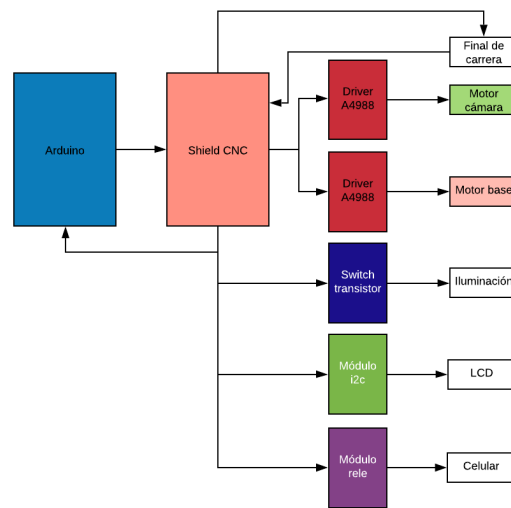 Final de
carrera
Driver
A4988
Motor
cámara
Arduino
Shield CNC
Driver
A4988
Motor base
Switch
transistor
Iluminación
Módulo
i2c
LCD
Módulo
rele
Celular